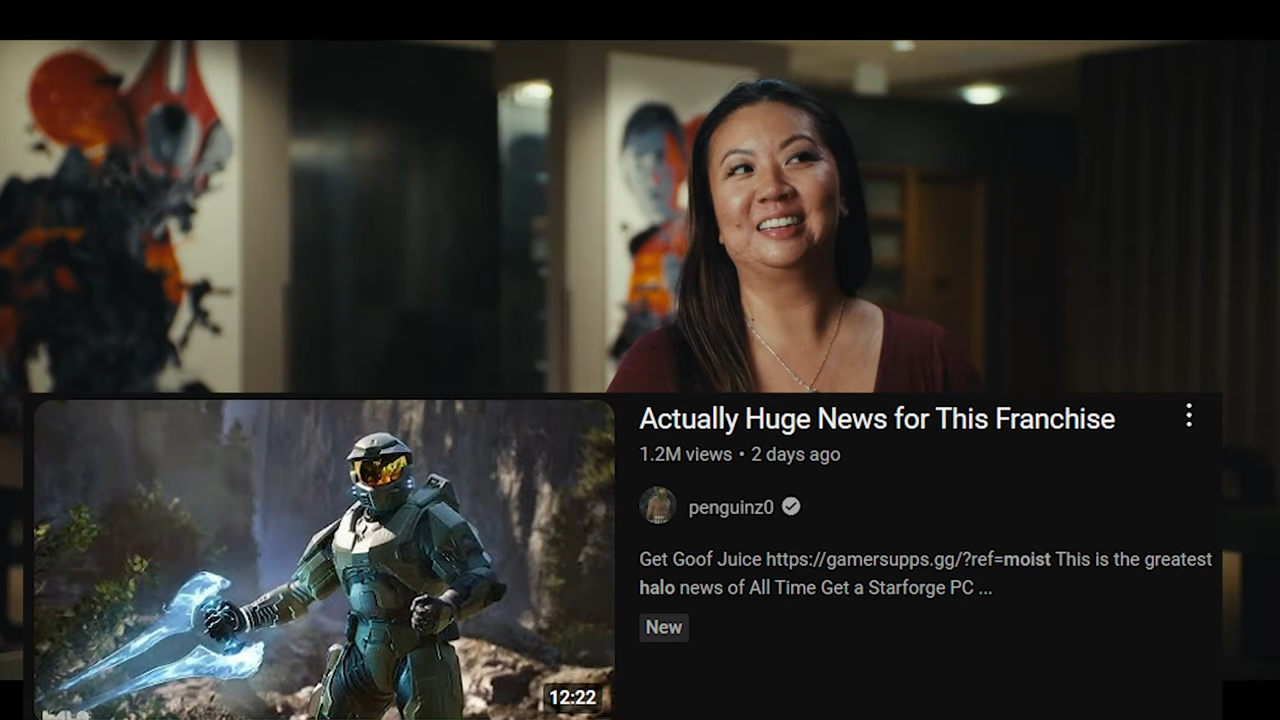 Actually Huge News for This Franchise
1.2M views • 2 days ago
penguinz0
Get Goof Juice https://gamersupps.gg/?ref=moist This is the greatest
halo news of All Time Get a Starforge PC ...
New
12:22